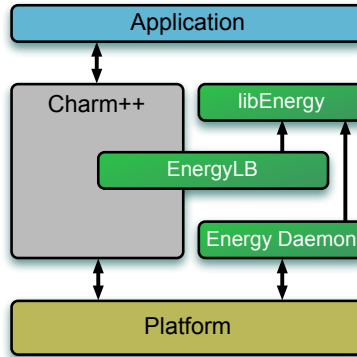 Application
Charm++
libEnergy
EnergyLB
Energy Daemon
Platform